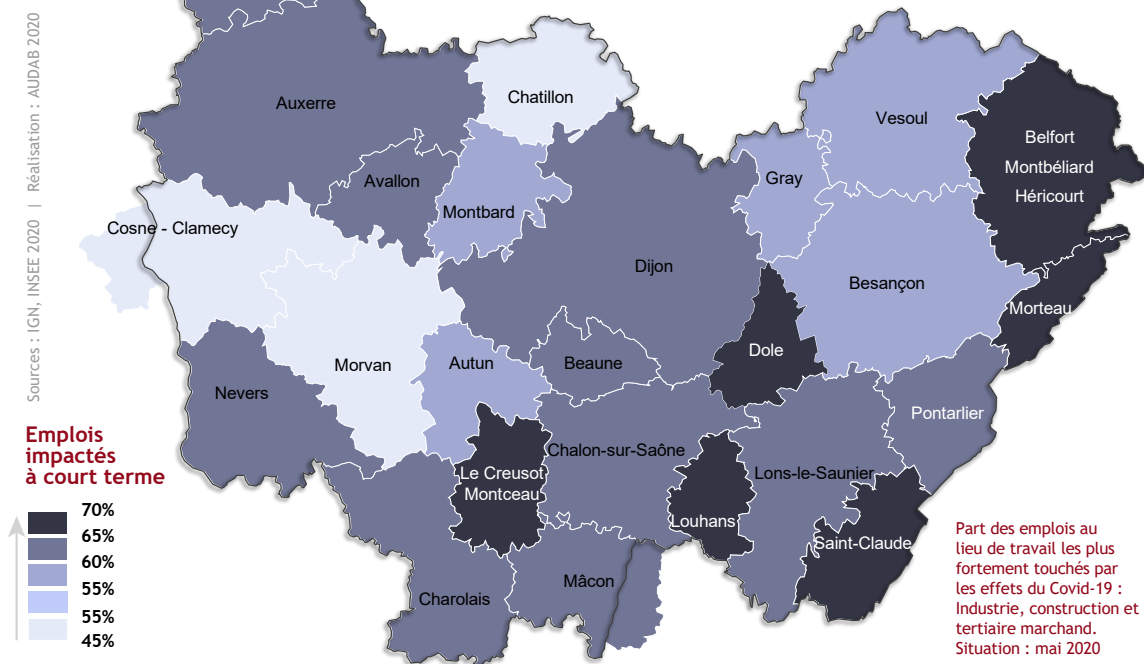 Sources : IGN, INSEE 2020 | Réalisation : AUDAB 2020
Auxerre
Chatillon
Vesoul
Belfort
Montbéliard
Héricourt
Avallon
Gray
Montbard
Cosne - Clamecy
Dijon
Besançon
Morteau
Morvan
Autun
Beaune
Dole
Nevers
Pontarlier
Chalon-sur-Saône
Le Creusot
Montceau
Lons-le-Saunier
Louhans
Saint-Claude
Mâcon
Charolais
Emplois
impactés
à court terme
70%
65%
60%
55%
55%
45%
Part des emplois au
lieu de travail les plus
fortement touchés par
les effets du Covid-19 :
Industrie, construction et
tertiaire marchand.
Situation : mai 2020